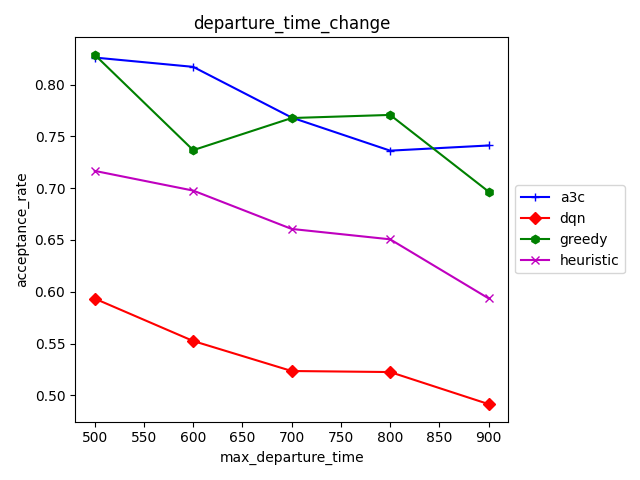 departure_time_change
acceptance_rate
0.80
0.75
0.70
0.65
0.60
0.55
0.50
500 550 600 650 700 750 800 850 900
max_departure_time
a3c
dqn
greedy
heuristic